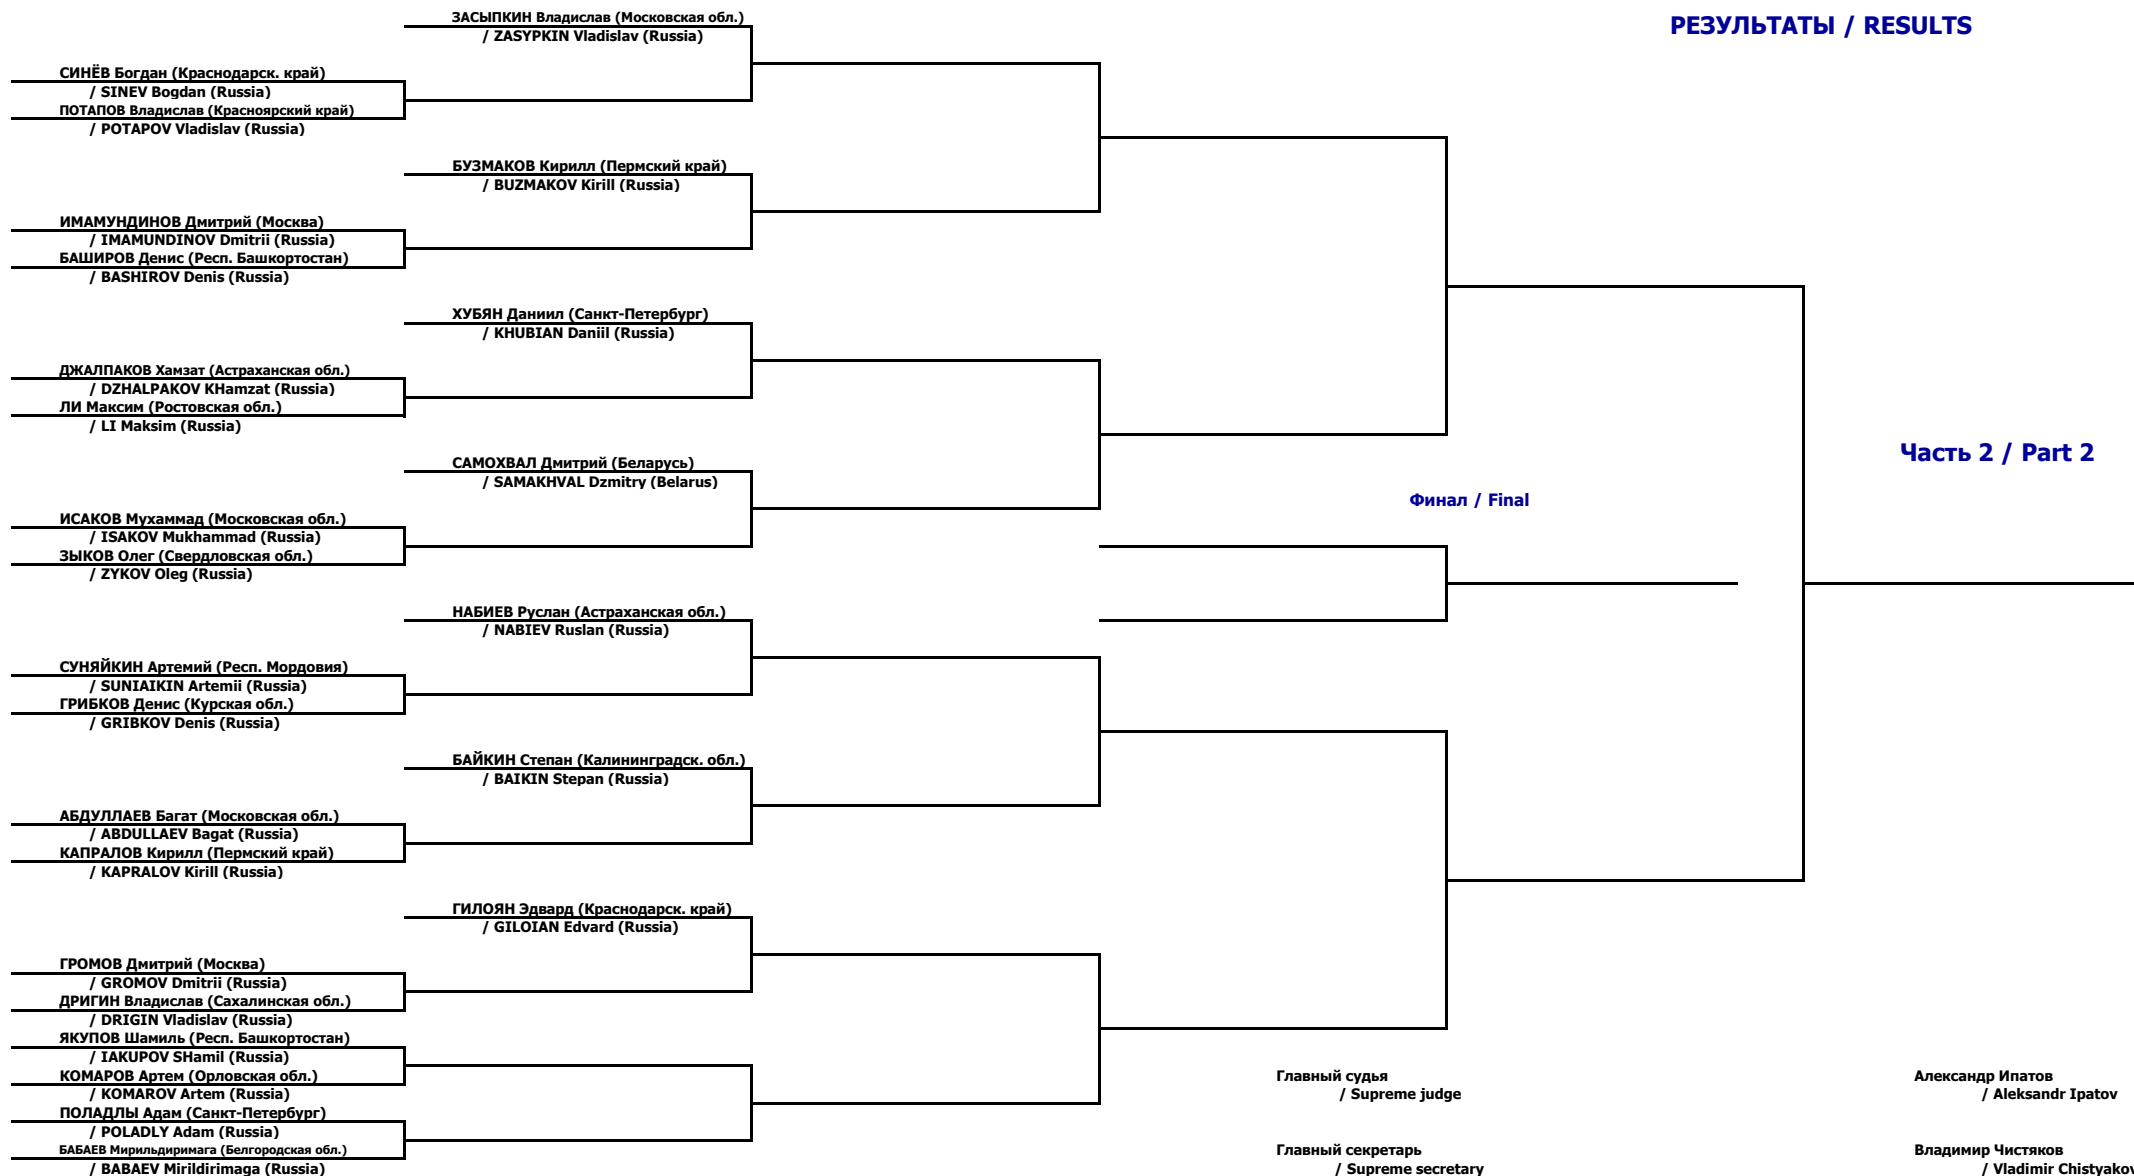 РЕЗУЛЬТАТЫ / RESULTS
ЗАСЫПКИН Владислав (Московская обл.)
/ ZASYPKIN Vladislav (Russia)
СИНЁВ Богдан (Краснодарск. край)
/ SINEV Bogdan (Russia)
ПОТАПОВ Владислав (Красноярский край)
/ POTAPOV Vladislav (Russia)
БУЗМАКОВ Кирилл (Пермский край)
/ BUZMAKOV Kirill (Russia)
ИМАМУНДИНОВ Дмитрий (Москва)
/ IMAMUNDINOV Dmitrii (Russia)
БАШИРОВ Денис (Респ. Башкортостан)
/ BASHIROV Denis (Russia)
ХУБЯН Даниил (Санкт-Петербург)
/ KHUBIAN Daniil (Russia)
ДЖАЛПАКОВ Хамзат (Астраханская обл.)
/ DZHALPAKOV KHamzat (Russia)
ЛИ Максим (Ростовская обл.)
/ LI Maksim (Russia)
Часть 2 / Part 2
САМОХВАЛ Дмитрий (Беларусь)
/ SAMAKHVAL Dzmitry (Belarus)
Финал / Final
ИСАКОВ Мухаммад (Московская обл.)
/ ISAKOV Mukhammad (Russia)
ЗЫКОВ Олег (Свердловская обл.)
/ ZYKOV Oleg (Russia)
НАБИЕВ Руслан (Астраханская обл.)
/ NABIEV Ruslan (Russia)
СУНЯЙКИН Артемий (Респ. Мордовия)
/ SUNIAIKIN Artemii (Russia)
ГРИБКОВ Денис (Курская обл.)
/ GRIBKOV Denis (Russia)
БАЙКИН Степан (Калининградск. обл.)
/ BAIKIN Stepan (Russia)
АБДУЛЛАЕВ Багат (Московская обл.)
/ ABDULLAEV Bagat (Russia)
КАПРАЛОВ Кирилл (Пермский край)
/ KAPRALOV Kirill (Russia)
ГИЛОЯН Эдвард (Краснодарск. край)
/ GILOIAN Edvard (Russia)
ГРОМОВ Дмитрий (Москва)
/ GROMOV Dmitrii (Russia)
ДРИГИН Владислав (Сахалинская обл.)
/ DRIGIN Vladislav (Russia)
ЯКУПОВ Шамиль (Респ. Башкортостан)
/ IAKUPOV SHamil (Russia)
КОМАРОВ Артем (Орловская обл.)
/ KOMAROV Artem (Russia)
ПОЛАДЛЫ Адам (Санкт-Петербург)
/ POLADLY Adam (Russia)
БАБАЕВ Мирильдиримага (Белгородская обл.)
/ BABAEV Mirildirimaga (Russia)
Главный судья
/ Supreme judge
Александр Ипатов
/ Aleksandr Ipatov
Главный секретарь
/ Supreme secretary
Владимир Чистяков
/ Vladimir Chistyakov